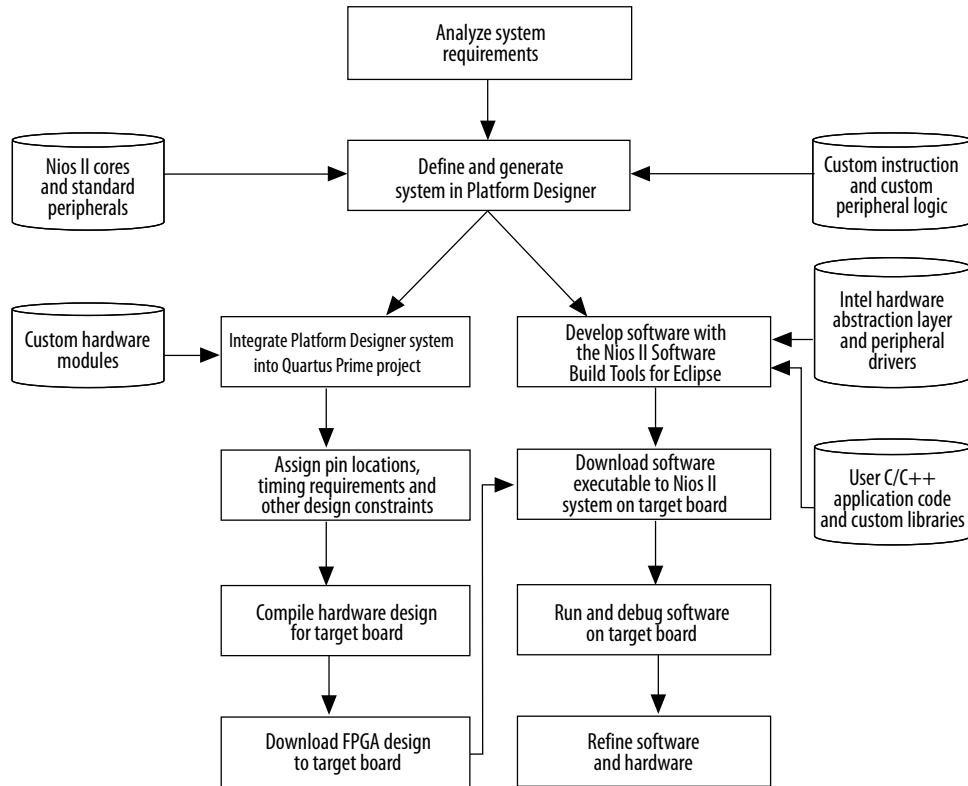 Analyze system
requirements
Nios II cores
and standard
peripherals
Define and generate
system in Platform Designer
Custom instruction
and custom
peripheral logic
Custom hardware
modules
Integrate Platform Designer system
into Quartus Prime project
Develop software with
the Nios II Software
Build Tools for Eclipse
Intel hardware
abstraction layer
and peripheral
drivers
Assign pin locations,
timing requirements and
other design constraints
Download software
executable to Nios II
system on target board
User C/C++
application code
and custom libraries
Compile hardware design
for target board
Run and debug software
on target board
Download FPGA design
to target board
Refine software
and hardware